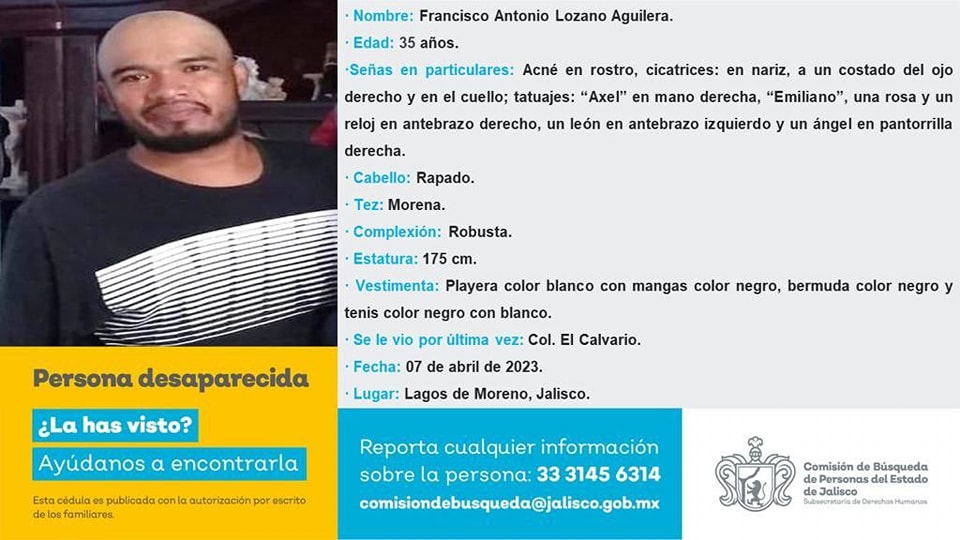 · Nombre: Francisco Antonio Lozano Aguilera.
· Edad: 35 años.
·Señas en particulares: Acné en rostro, cicatrices: en nariz, a un costado del ojo
derecho y en el cuello; tatuajes: “Axel” en mano derecha, “Emiliano”, una rosa y un
reloj en antebrazo derecho, un león en antebrazo izquierdo y un ángel en pantorrilla
derecha.
· Cabello: Rapado.
· Tez: Morena.
· Complexión: Robusta.
· Estatura: 175 cm.
· Vestimenta: Playera color blanco con mangas color negro, bermuda color negro y
tenis color negro con blanco.
· Se le vio por última vez: Col. El Calvario.
· Fecha: 07 de abril de 2023.
· Lugar: Lagos de Moreno, Jalisco.
Persona desaparecida
¿La has visto?
Ayúdanos a encontrarla
Esta cédula es publicada con la autorización por escrito
de los familiares.
Reporta cualquier información
sobre la persona: 33 3145 6314
comisiondebusqueda@jalisco.gob.mx
Comisión de Búsqueda
de Personas del Estado
de Jalisco
Subsecretaría de Derechos Humanos